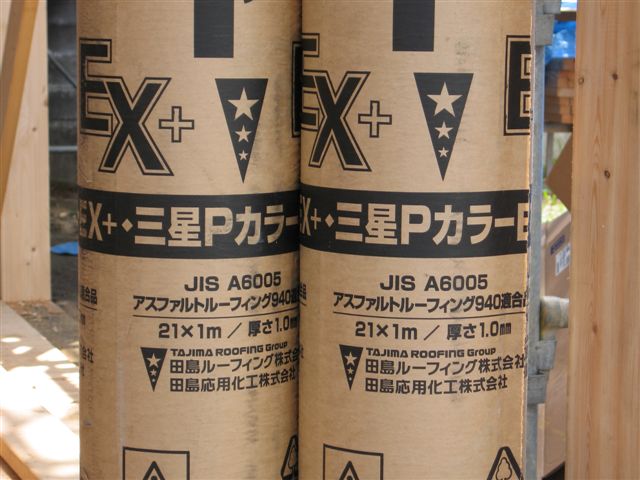 EX+
EX+・三星Pカラー
JIS A6005
アスファルトルーフィング940適合
21×1m / 厚さ1.0mm
TAJIMA ROOFING Group
田島ルーフィング株式会社
田島応用化工株式会社
EX+
EX+・三星PカラーE
JIS A6005
アスファルトルーフィング940適合
21×1m / 厚さ1.0mm
TAJIMA ROOFING Group
田島ルーフィング株式会社
田島応用化工株式会社